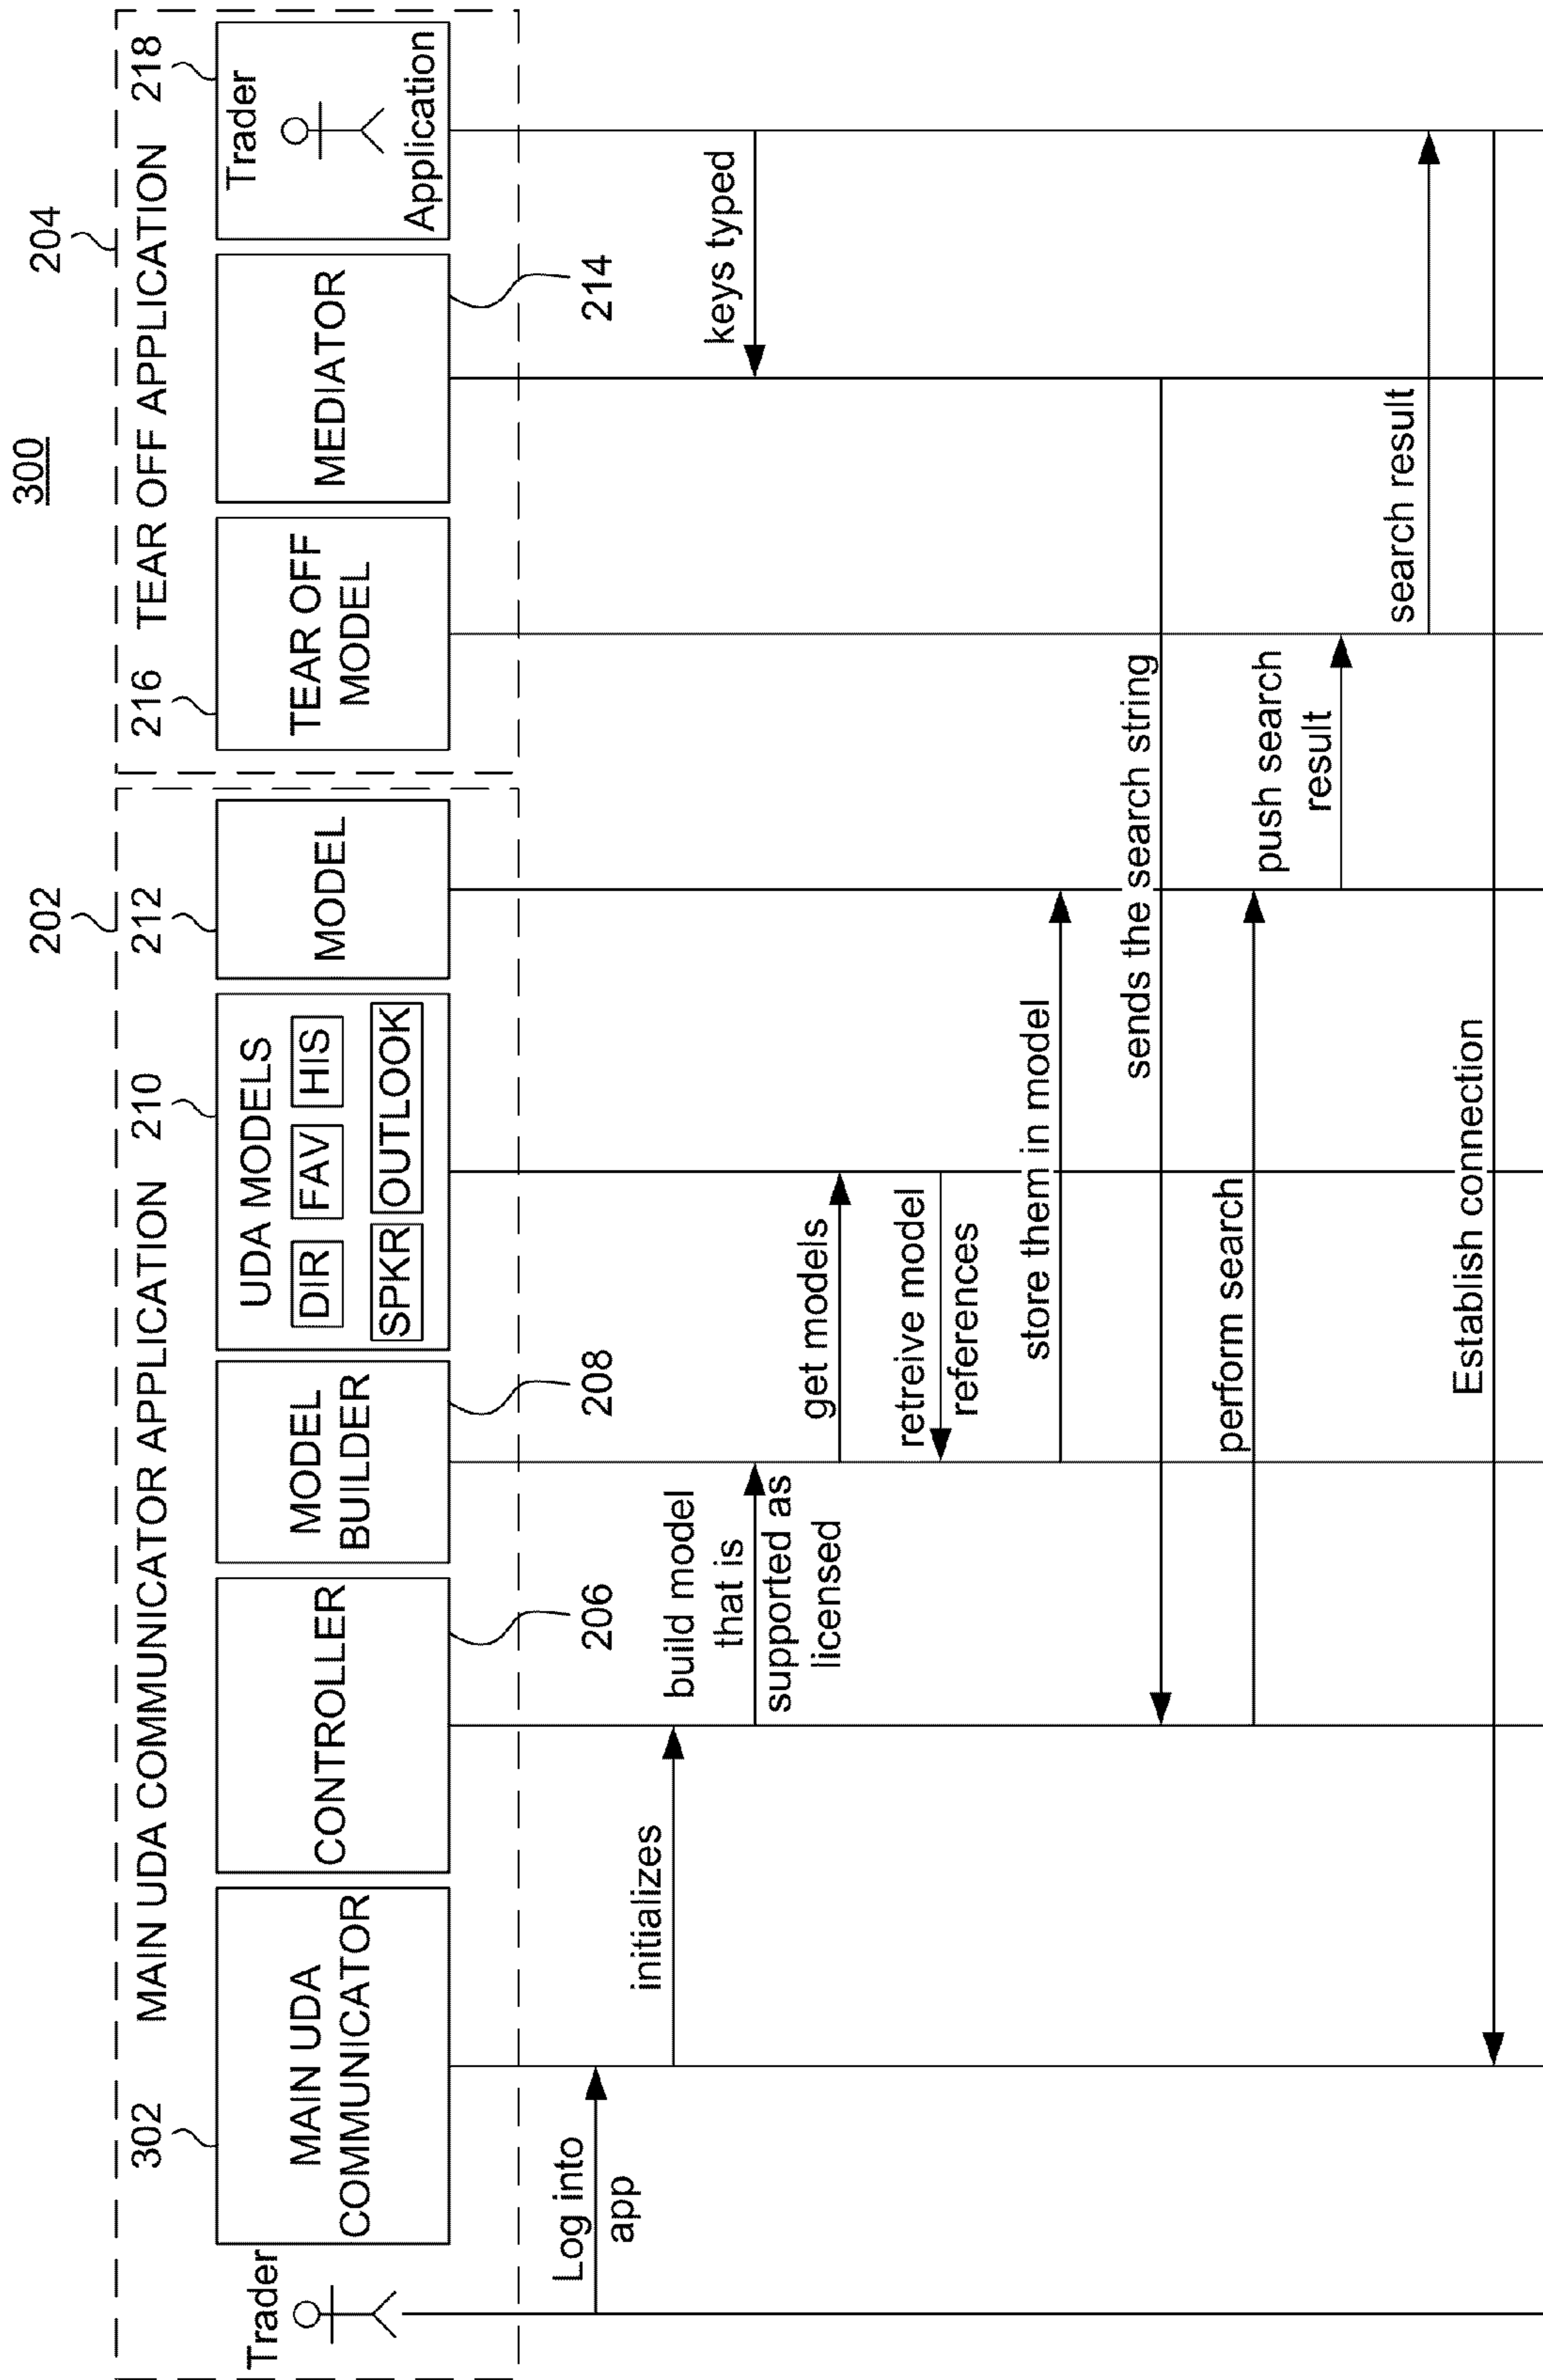 300
202
204
MAIN UDA COMMUNICATOR APPLICATION
TEAR OFF APPLICATION
302
210
212
216
218
Trader
MAIN UDA
COMMUNICATOR
CONTROLLER
206
MODEL
BUILDER
208
UDA MODELS
DIR
FAV
HIS
SPKR
OUTLOOK
MODEL
TEAR OFF
MODEL
MEDIATOR
214
Trader
Application
Log into
app
initializes
build model
that is
supported as
licensed
keys typed
get models
retreive model
references
store them in model
sends the search string
perform search
push search
result
search result
Establish connection